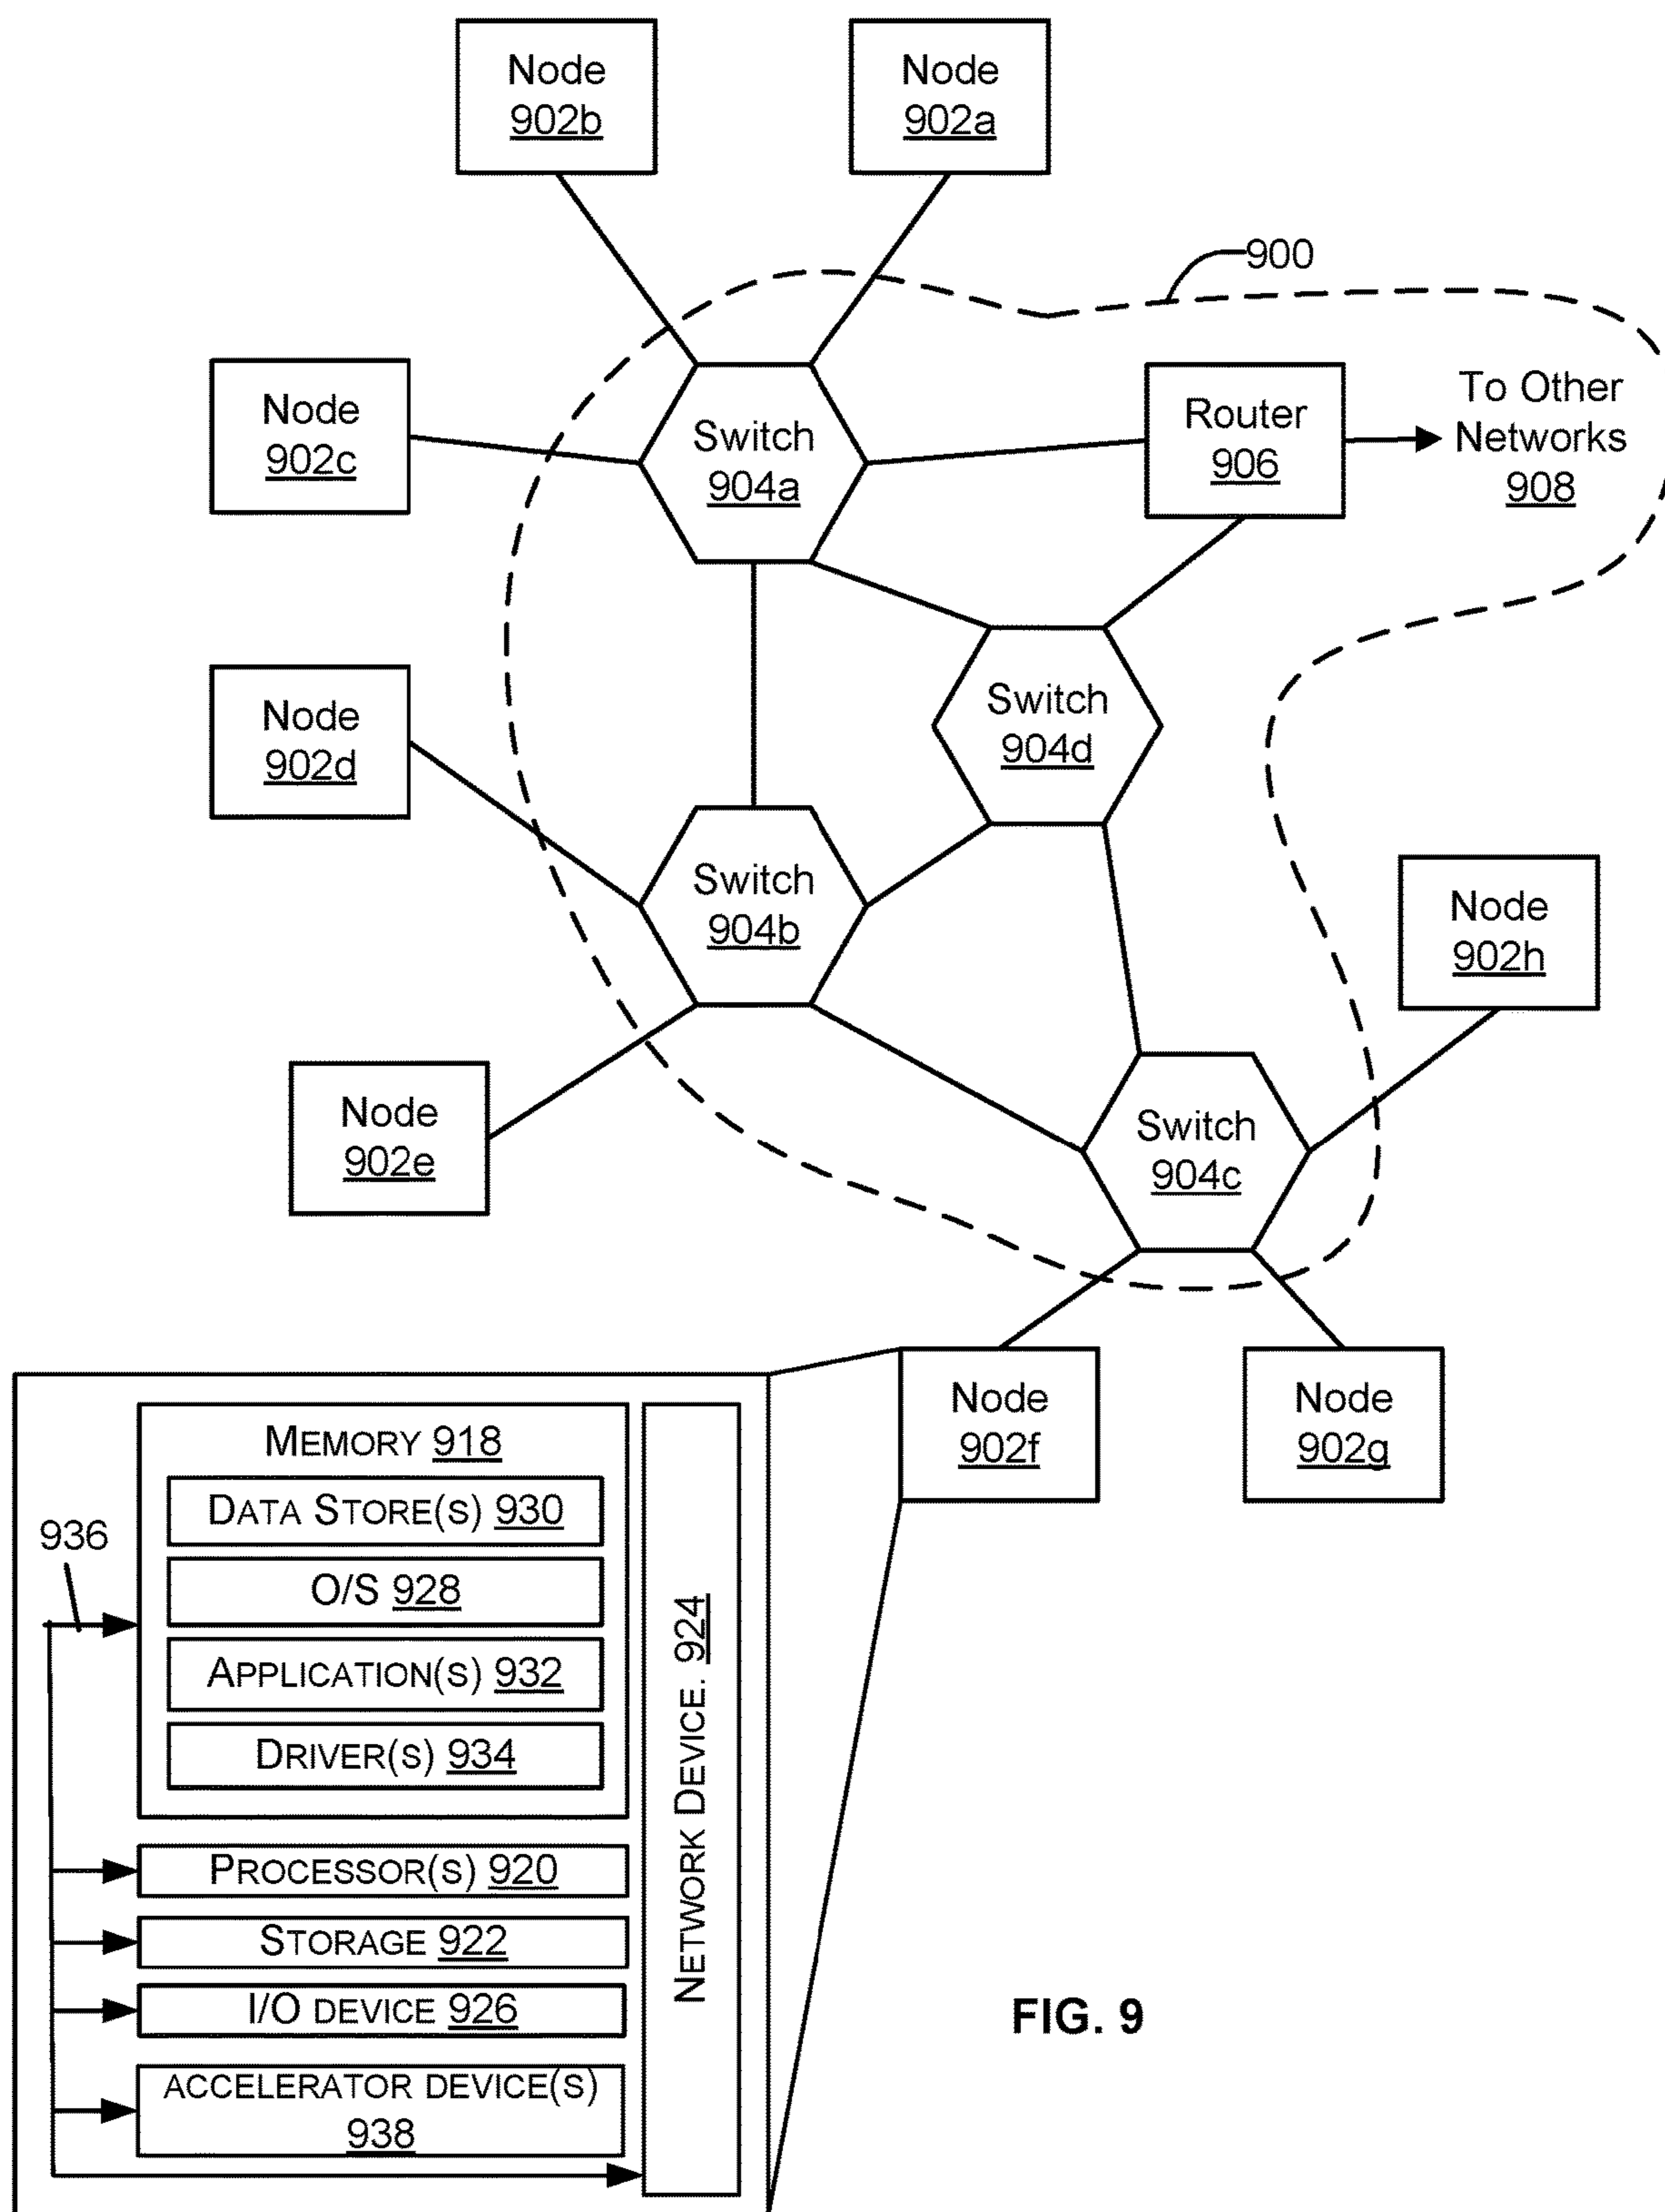 Node
902b
Node
902a
900
Node
902c
Switch
904a
Router
906
To Other
Networks
908
Node
902d
Switch
904d
Switch
904b
Node
902h
Node
902e
Switch
904c
Node
902f
Node
902g
MEMORY 918
DATA STORE(S) 930
936
O/S 928
APPLICATION(S) 932
DRIVER(S) 934
PROCESSOR(S) 920
STORAGE 922
I/O DEVICE 926
ACCELERATOR DEVICE(S)
938
NETWORK DEVICE. 924
FIG. 9